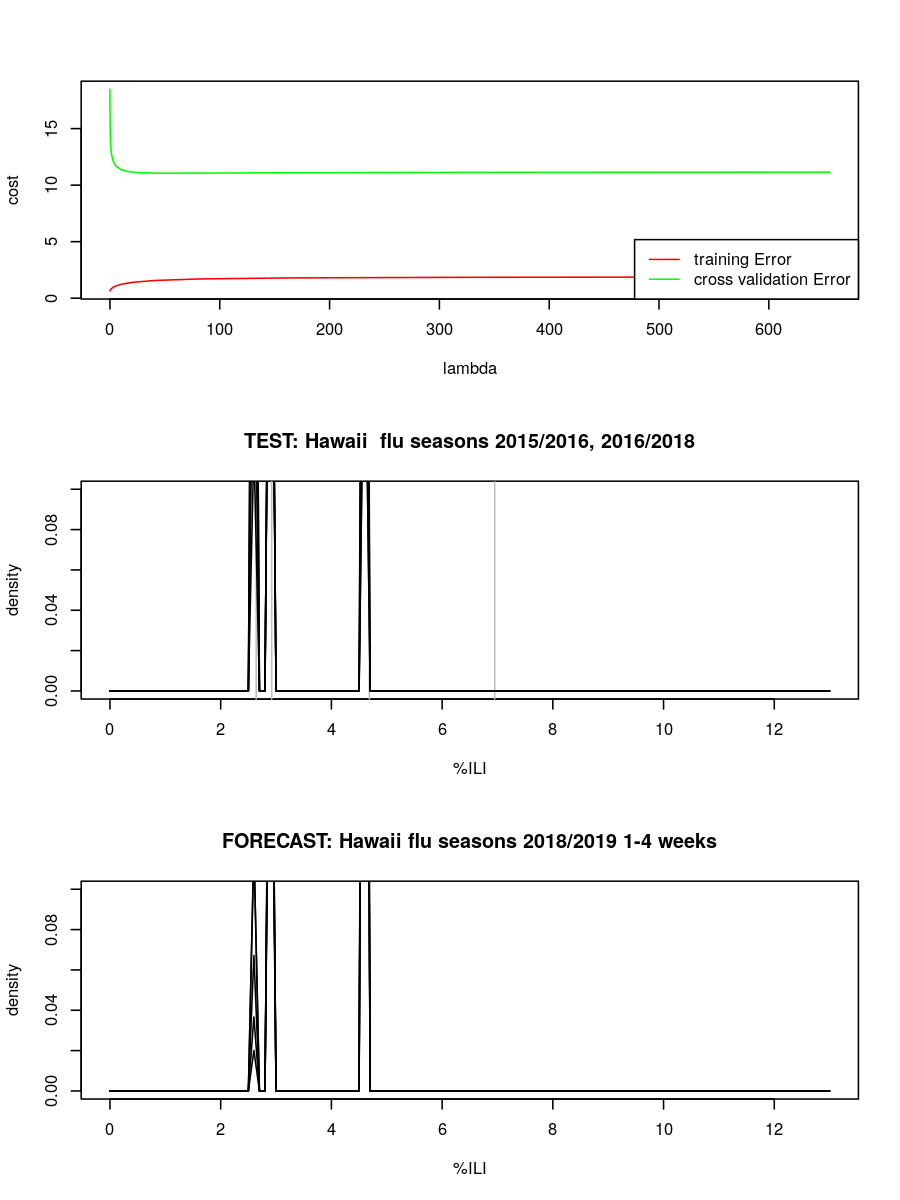 cost
15
10
5
0
training Error
cross validation Error
0 100 200 300 400 500 600
lambda
TEST: Hawaii  flu seasons 2015/2016, 2016/2018
density
0.08
0.04
0.00
0 2 4 6 8 10 12
%ILI
FORECAST: Hawaii flu seasons 2018/2019 1-4 weeks
density
0.08
0.04
0.00
0 2 4 6 8 10 12
%ILI